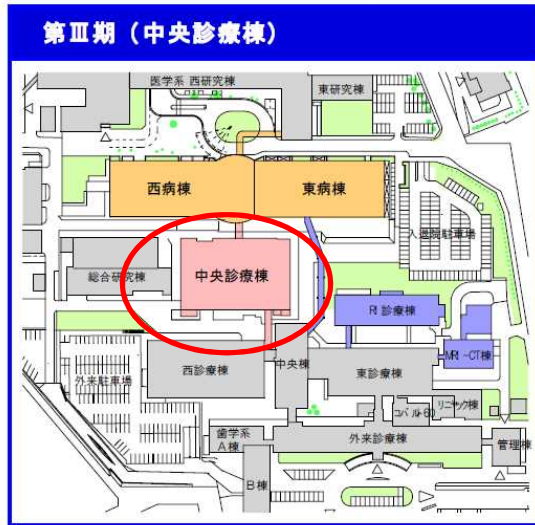 第Ⅲ期（中央診療棟）
医学系 西研究棟
東研究棟
西病棟
東病棟
入退院駐車場
総合研究棟
中央診療棟
RI 診療棟
MRI-CT棟
外来駐車場
西診療棟
中央棟
東診療棟
コバルト60
リニアック棟
歯学系
A棟
外来診療棟
管理棟
B棟